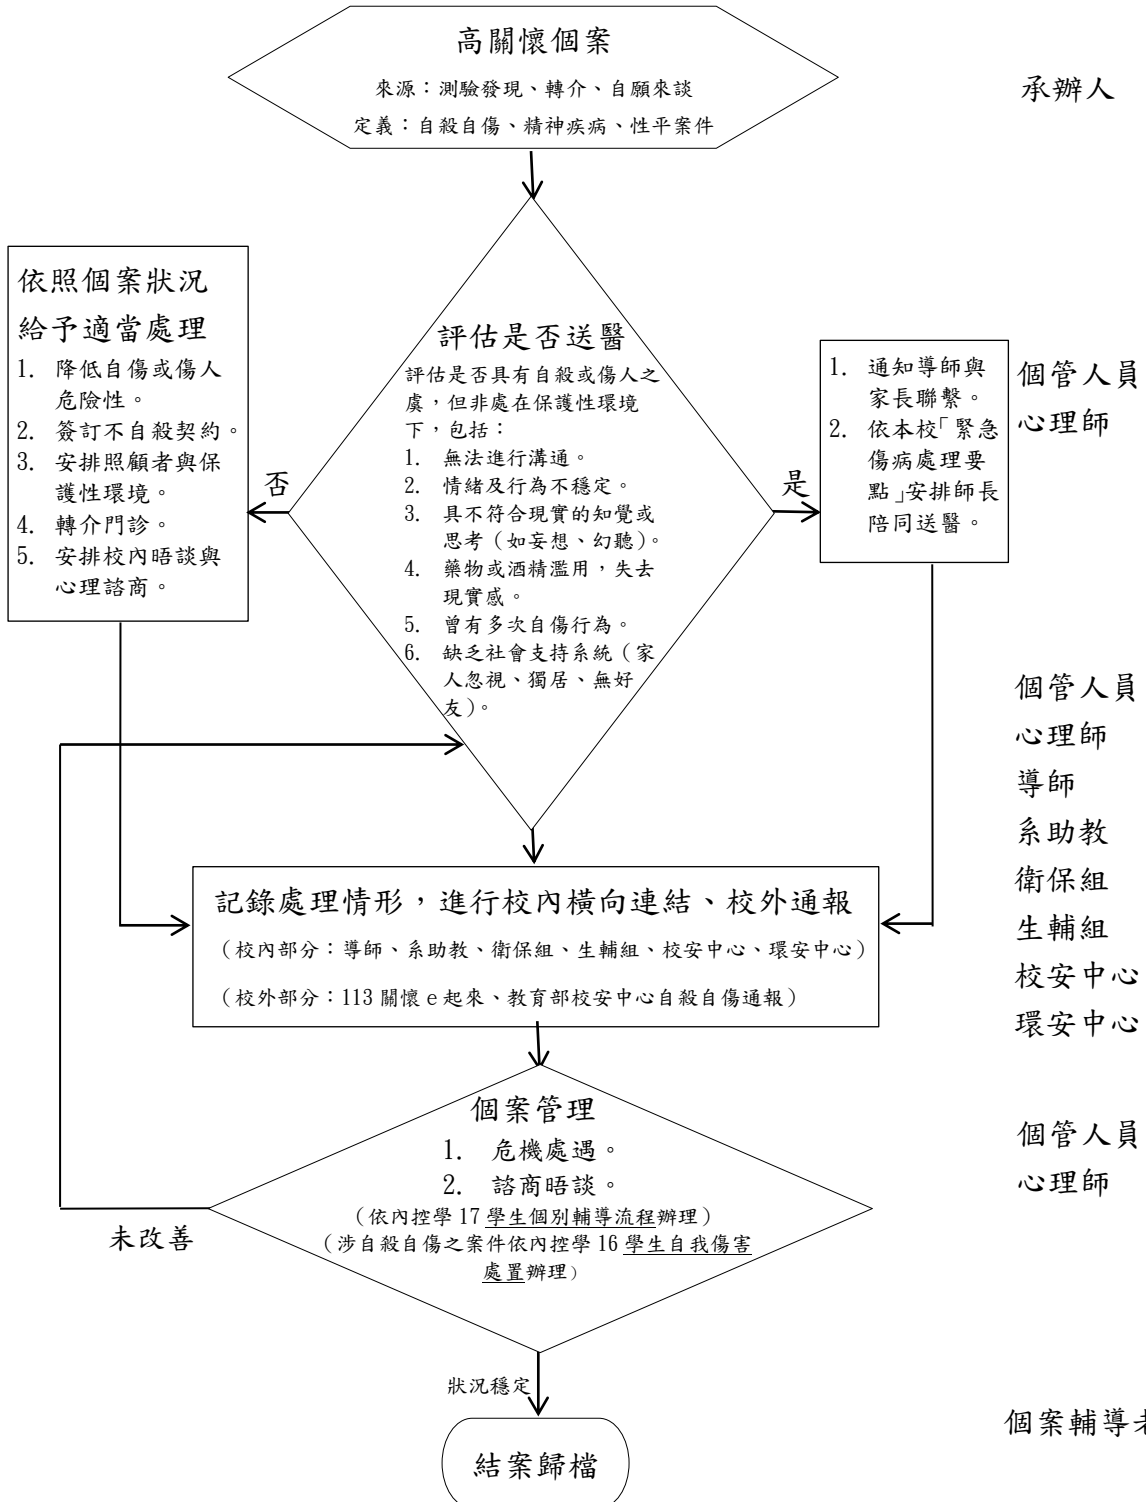 高關懷個案
來源：測驗發現、轉介、自願來談
定義：自殺自傷、精神疾病、性平案件
承辦人
依照個案狀況
給予適當處理
1. 降低自傷或傷人
危險性。
2. 簽訂不自殺契約。
3. 安排照顧者與保
護性環境。
4. 轉介門診。
5. 安排校內晤談與
心理諮商。
否
評估是否送醫
評估是否具有自殺或傷人之
虞，但非處在保護性環境
下，包括：
1. 無法進行溝通。
2. 情緒及行為不穩定。
3. 具不符合現實的知覺或
思考（如妄想、幻聽）。
4. 藥物或酒精濫用，失去
現實感。
5. 曾有多次自傷行為。
6. 缺乏社會支持系統（家
人忽視、獨居、無好
友）。
是
1. 通知導師與
家長聯繫。
2. 依本校「緊急
傷病處理要
點」安排師長
陪同送醫。
個管人員
心理師
個管人員
心理師
導師
系助教
衛保組
生輔組
校安中心
環安中心
記錄處理情形，進行校內橫向連結、校外通報
（校內部分：導師、系助教、衛保組、生輔組、校安中心、環安中心）
（校外部分：113 關懷 e 起來、教育部校安中心自殺自傷通報）
個案管理
1. 危機處遇。
2. 諮商晤談。
（依內控學 17 學生個別輔導流程辦理）
（涉自殺自傷之案件依內控學 16 學生自我傷害
處置辦理）
個管人員
心理師
未改善
狀況穩定
結案歸檔
個案輔導